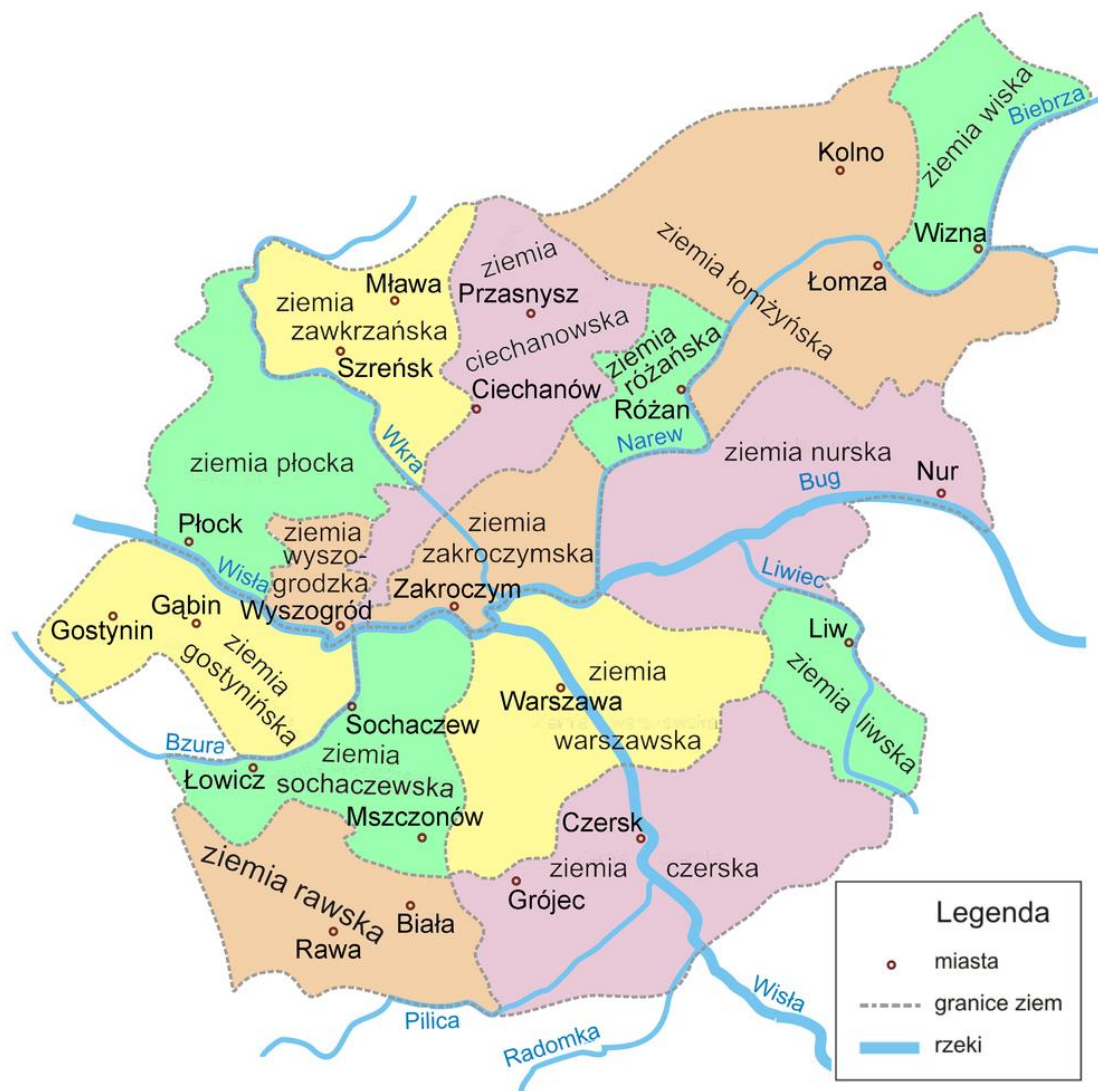 ziemia wiska
Biebrza
Kolno
Wizna
ziemia łomżyńska
Łomza
ziemia
Przasnysz
ciechanowska
Ciechanów
Mława
ziemia
zawkrzańska
Szreńsk
ziemia
różańska
Różan
Narew
ziemia nurska
Nur
Bug
Wkra
ziemia płocka
Płock
Wisła
ziemia
wyszo-
grodzka
Wyszogród
ziemia
zakroczymska
Zakroczym
Liwiec
Liw
ziemia
liwska
Gąbin
Gostynin
ziemia
gostynińska
Warszawa
ziemia
warszawska
Sochaczew
Bzura
Łowicz
ziemia
sochaczewska
Mszczonów
Czersk
ziemia
czerska
Grójec
ziemia rawska
Biała
Rawa
Pilica
Radomka
Wisła
Legenda
miasta
granice ziem
rzeki